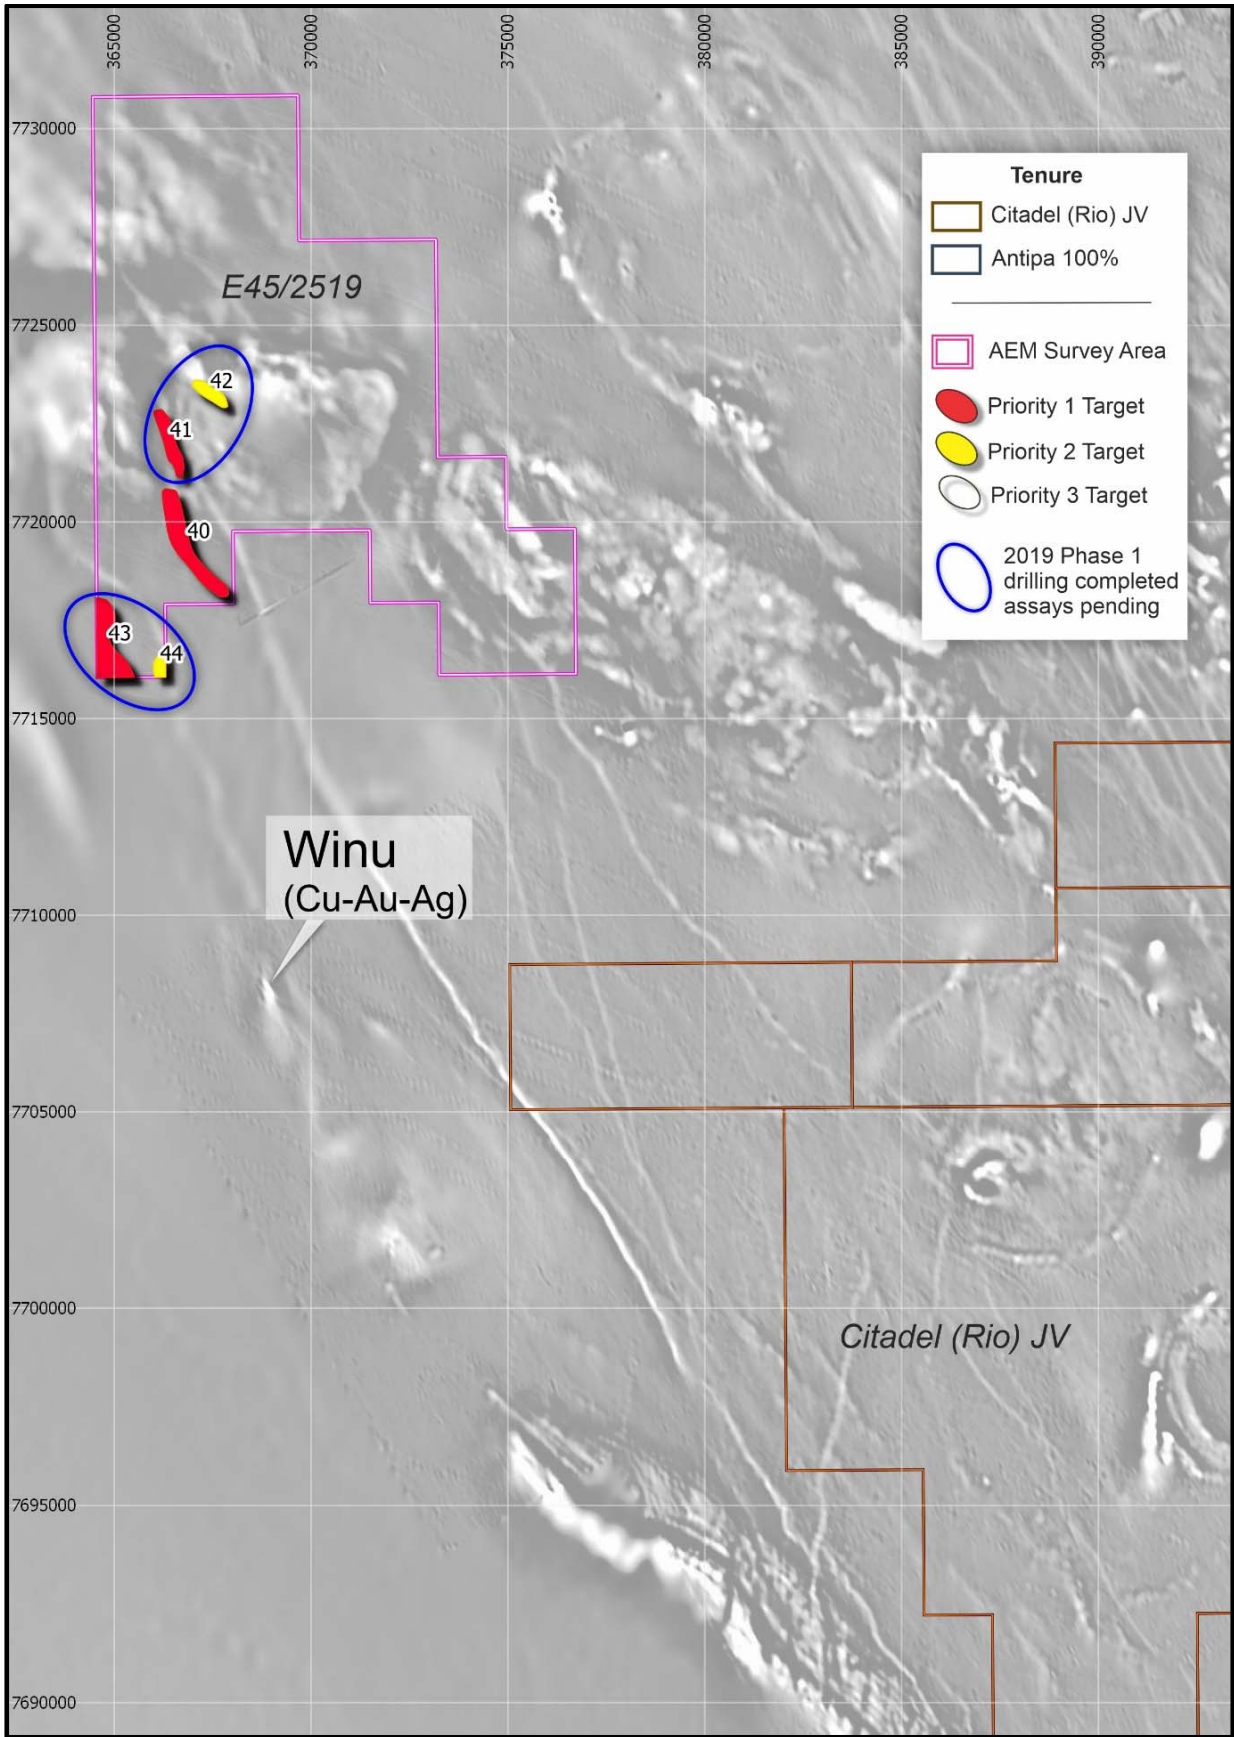 365000
370000
375000
380000
385000
390000
7730000
Tenure
Citadel (Rio) JV
Antipa 100%
AEM Survey Area
Priority 1 Target
Priority 2 Target
Priority 3 Target
2019 Phase 1
drilling completed
assays pending
E45/2519
7725000
42
41
7720000
40
43
44
7715000
Winu
(Cu-Au-Ag)
7710000
7705000
7700000
Citadel (Rio) JV
7695000
7690000